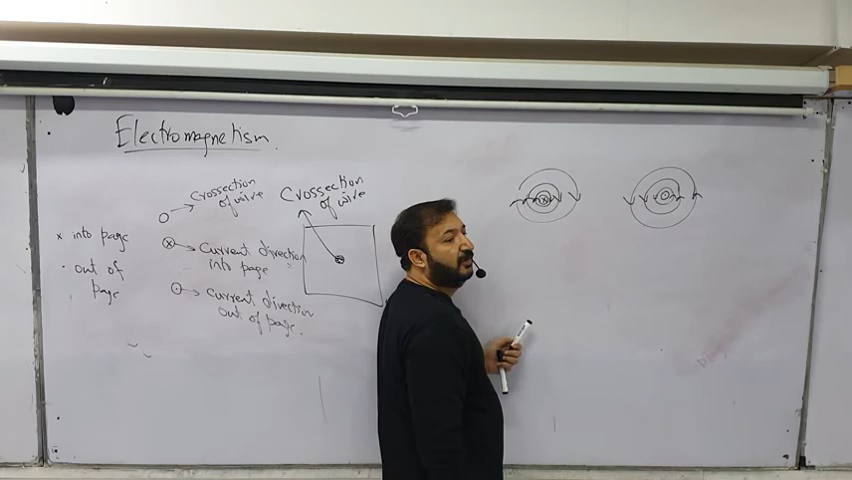 Electromagnetism.
Crossection
of wire
Crossection
of wire
x into page
. out of
page
Current direction
into page
Current direction
out of page.